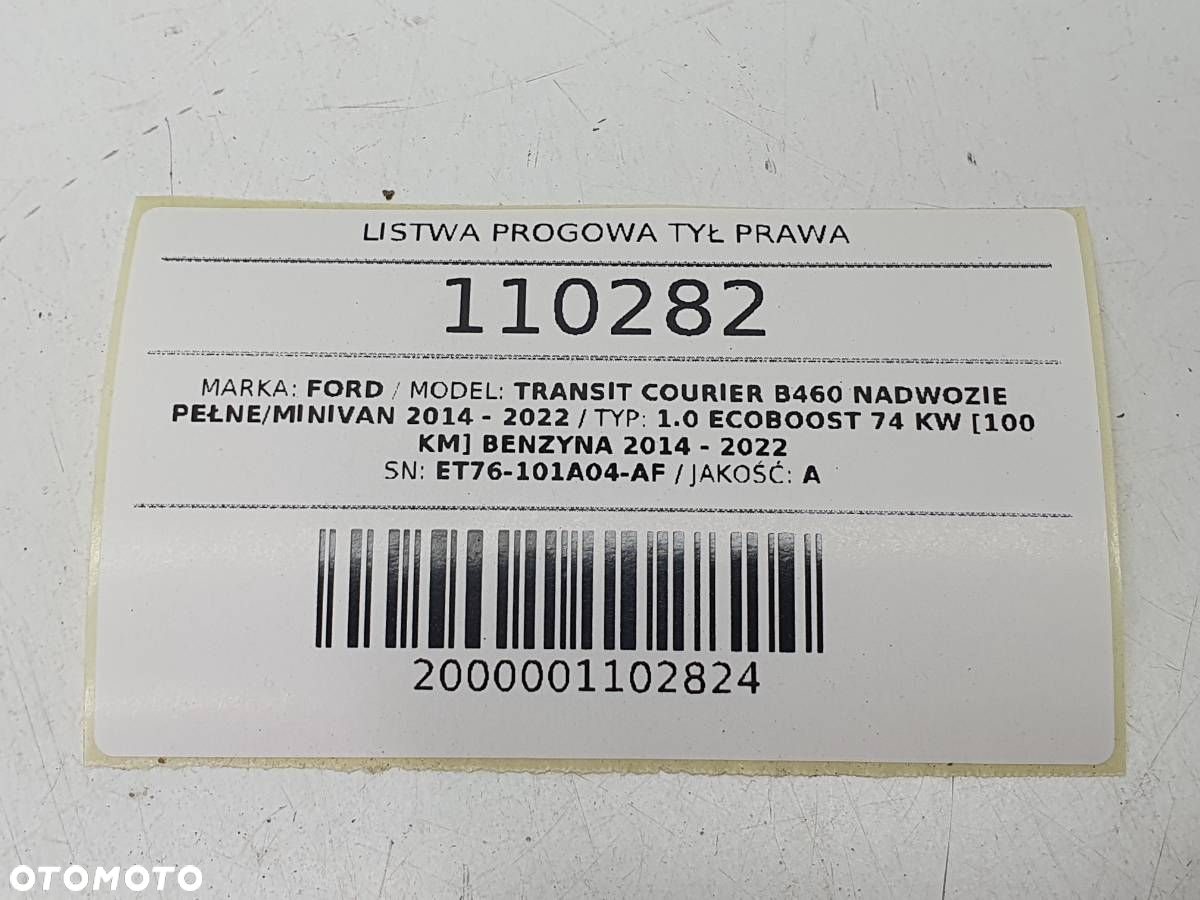 LISTWA PROGOWA TYŁ PRAWA
110282
MARKA: FORD / MODEL: TRANSIT COURIER B460 NADWOZIE
PEŁNE/MINIVAN 2014 - 2022 / TYP: 1.0 ECOBOOST 74 KW [100
KM] BENZYNA 2014 - 2022
SN: ET76-101A04-AF / JAKOŚĆ: A
2000001102824
OTOMOTO